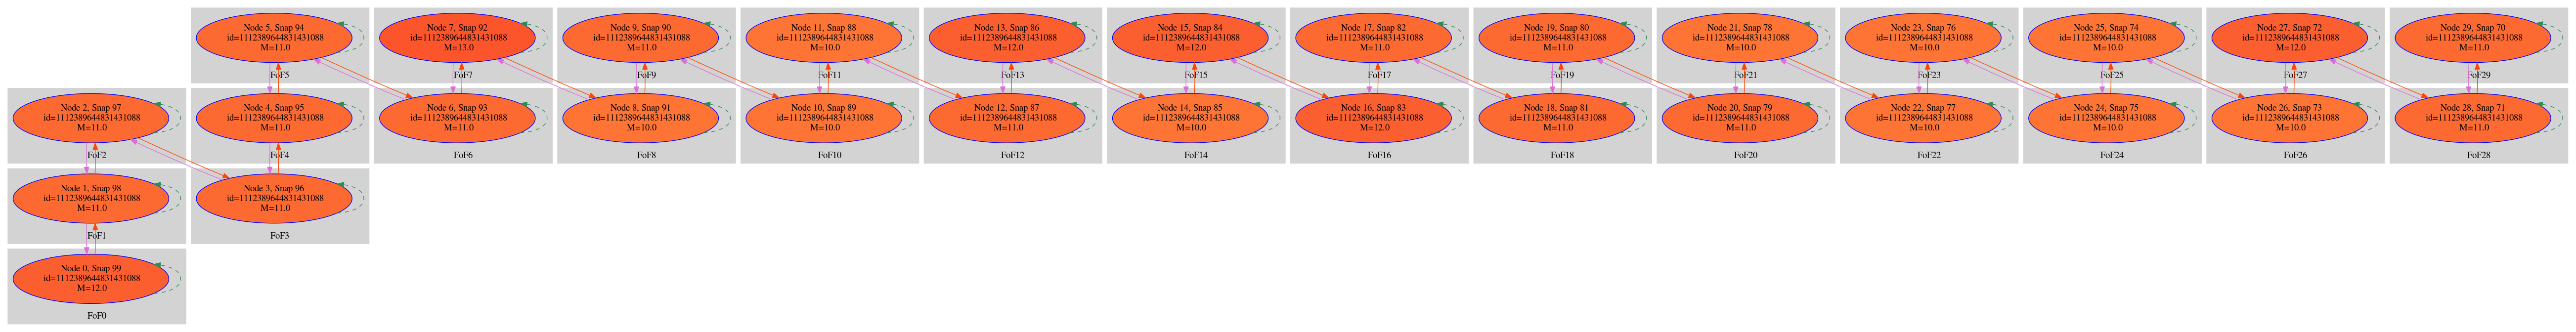 Node 5, Snap 94
id=1112389644831431088
M=11.0
FoF5
Node 7, Snap 92
id=1112389644831431088
M=13.0
FoF7
Node 9, Snap 90
id=1112389644831431088
M=11.0
FoF9
Node 11, Snap 88
id=1112389644831431088
M=10.0
FoF11
Node 13, Snap 86
id=1112389644831431088
M=12.0
FoF13
Node 15, Snap 84
id=1112389644831431088
M=12.0
FoF15
Node 17, Snap 82
id=1112389644831431088
M=11.0
FoF17
Node 19, Snap 80
id=1112389644831431088
M=11.0
FoF19
Node 21, Snap 78
id=1112389644831431088
M=10.0
FoF21
Node 23, Snap 76
id=1112389644831431088
M=10.0
FoF23
Node 25, Snap 74
id=1112389644831431088
M=10.0
FoF25
Node 27, Snap 72
id=1112389644831431088
M=12.0
FoF27
Node 29, Snap 70
id=1112389644831431088
M=11.0
FoF29
Node 2, Snap 97
id=1112389644831431088
M=11.0
FoF2
Node 4, Snap 95
id=1112389644831431088
M=11.0
FoF4
Node 6, Snap 93
id=1112389644831431088
M=11.0
FoF6
Node 8, Snap 91
id=1112389644831431088
M=10.0
FoF8
Node 10, Snap 89
id=1112389644831431088
M=10.0
FoF10
Node 12, Snap 87
id=1112389644831431088
M=11.0
FoF12
Node 14, Snap 85
id=1112389644831431088
M=10.0
FoF14
Node 16, Snap 83
id=1112389644831431088
M=12.0
FoF16
Node 18, Snap 81
id=1112389644831431088
M=11.0
FoF18
Node 20, Snap 79
id=1112389644831431088
M=11.0
FoF20
Node 22, Snap 77
id=1112389644831431088
M=10.0
FoF22
Node 24, Snap 75
id=1112389644831431088
M=10.0
FoF24
Node 26, Snap 73
id=1112389644831431088
M=10.0
FoF26
Node 28, Snap 71
id=1112389644831431088
M=11.0
FoF28
Node 1, Snap 98
id=1112389644831431088
M=11.0
FoF1
Node 3, Snap 96
id=1112389644831431088
M=11.0
FoF3
Node 0, Snap 99
id=1112389644831431088
M=12.0
FoF0